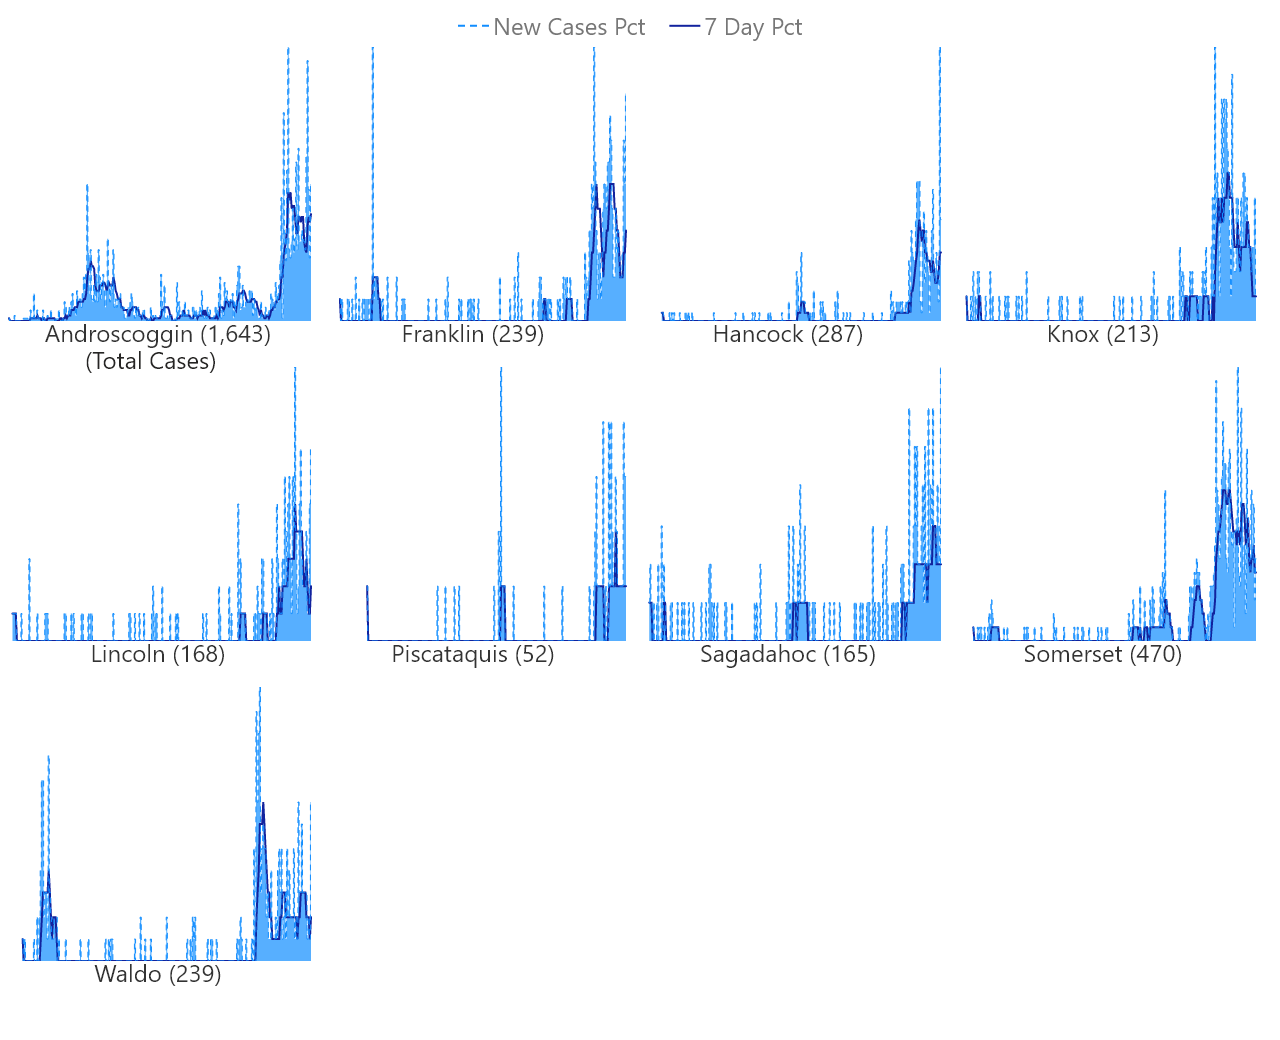 New Cases Pct 7 Day Pct
Androscoggin (1,643)
(Total Cases)
Franklin (239)
Hancock (287)
Knox (213)
Lincoln (168)
Piscataquis (52)
Sagadahoc (165)
Somerset (470)
Waldo (239)